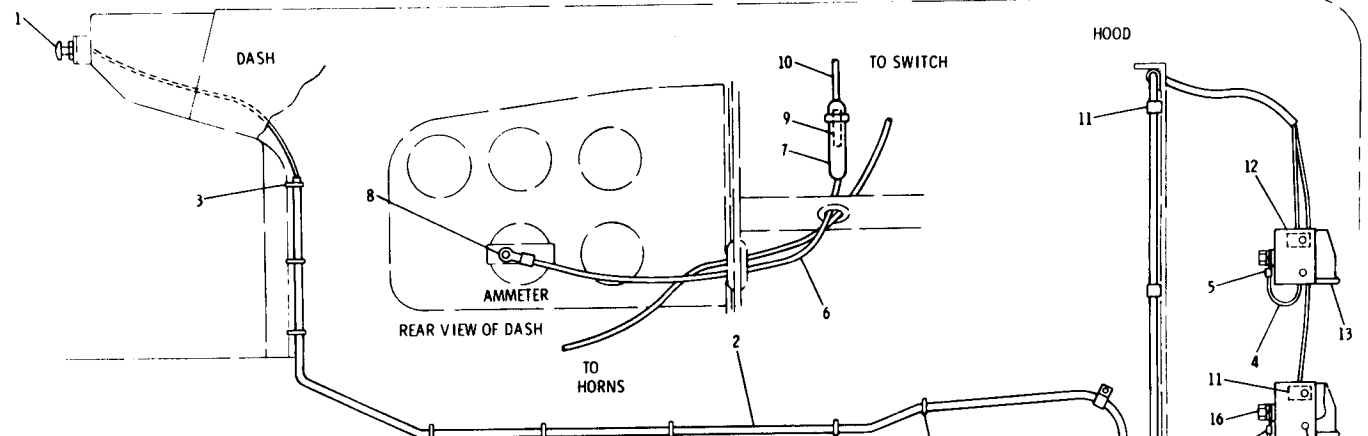 1
DASH
10
TO SWITCH
HOOD
9
11
7
3
8
12
AMMETER
5
13
REAR VIEW OF DASH
6
2
4
TO
HORNS
11
16